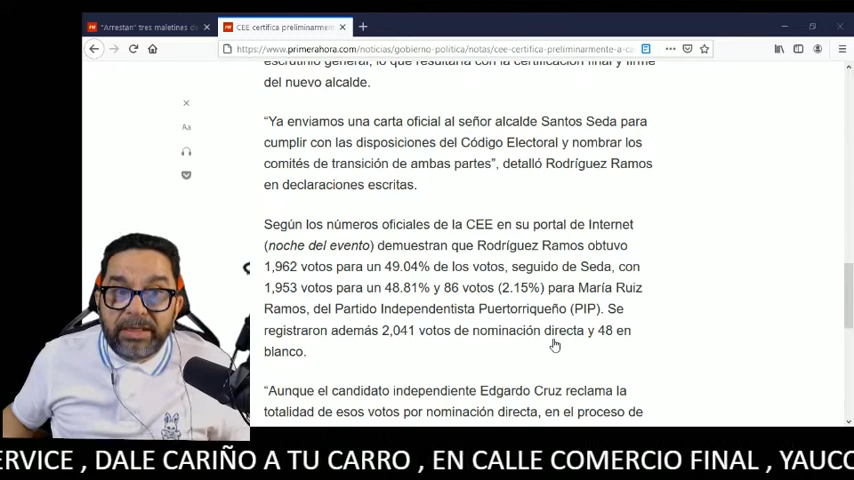 "Arrestan" tres maletines d
CEE certifica preliminarmen
https://www.primerahora.com/noticias/gobierno-politica/notas/cee-certifica-preliminarmente-a-ca
escrutinio general, lo que resultaría con la certificación final y firme
del nuevo alcalde.
Aa
“Ya enviamos una carta oficial al señor alcalde Santos Seda para
cumplir con las disposiciones del Código Electoral y nombrar los
comités de transición de ambas partes”, detalló Rodríguez Ramos
en declaraciones escritas.
Según los números oficiales de la CEE en su portal de Internet
(noche del evento) demuestran que Rodríguez Ramos obtuvo
1,962 votos para un 49.04% de los votos, seguido de Seda, con
1,953 votos para un 48.81% y 86 votos (2.15%) para María Ruiz
Ramos, del Partido Independentista Puertorriqueño (PIP). Se
registraron además 2,041 votos de nominación directa y 48 en
blanco.
“Aunque el candidato independiente Edgardo Cruz reclama la
totalidad de esos votos por nominación directa, en el proceso de
ERVICE , DALE CARIÑO A TU CARRO , EN CALLE COMERCIO FINAL , YAUCO